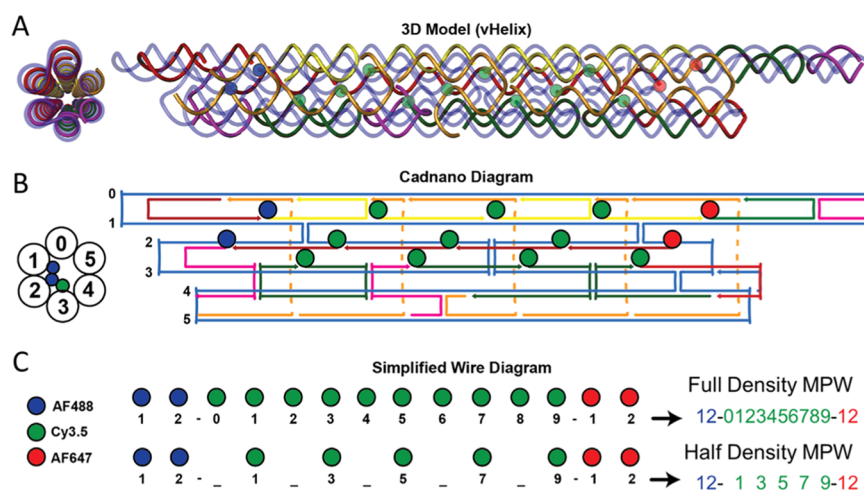 A
3D Model (vHelix)
B
Cadnano Diagram
0
1
2
3
4
5
0
1
5
2
4
3
C
Simplified Wire Diagram
AF488
Cy3.5
AF647
1 2 - 0 1 2 3 4 5 6 7 8 9 - 1 2
Full Density MPW
12-0123456789-12
1 2 - _ 1 _ 3 _ 5 _ 7 _ 9 - 1 2
Half Density MPW
12- 1 3 5 7 9-12